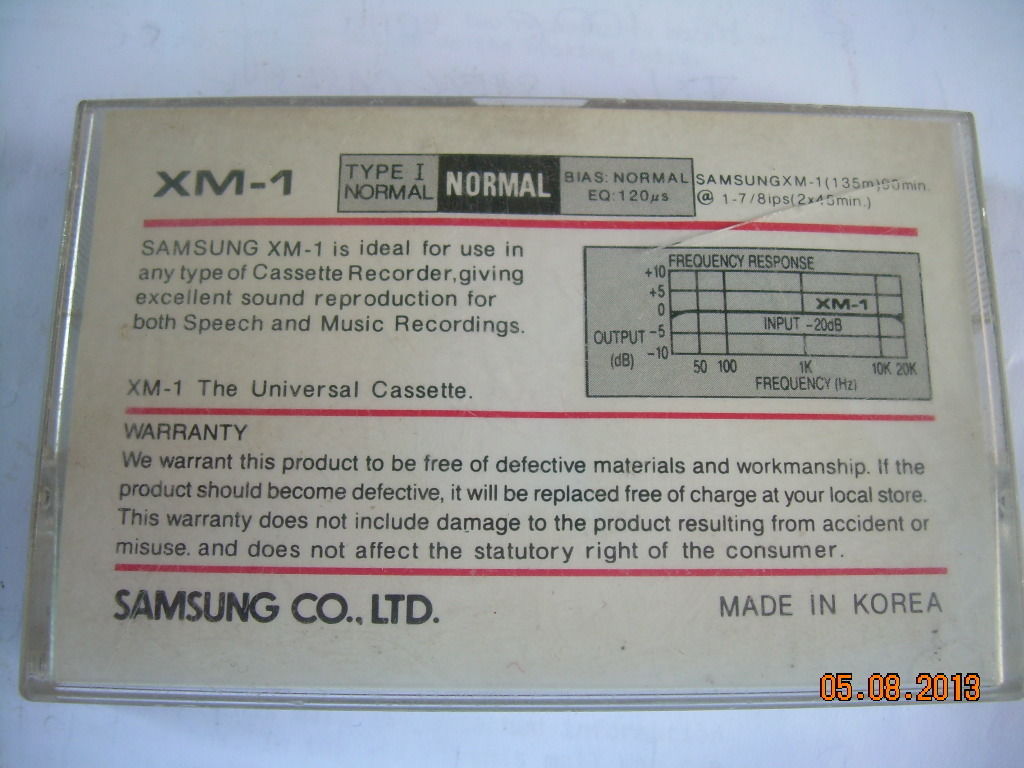 XM-1
TYPE I
NORMAL
NORMAL
BIAS: NORMAL
EQ: 120µs
SAMSUNGXM-1(135m)90min.
@ 1-7/8ips(2x45min.)
SAMSUNG XM-1 is ideal for use in
any type of Cassette Recorder,giving
excellent sound reproduction for
both Speech and Music Recordings.
XM-1 The Universal Cassette.
FREQUENCY RESPONSE
+10
+5
0
-5
-10
OUTPUT
(dB)
XM-1
INPUT -20dB
50 100 1K 10K 20K
FREQUENCY (Hz)
WARRANTY
We warrant this product to be free of defective materials and workmanship. If the
product should become defective, it will be replaced free of charge at your local store.
This warranty does not include damage to the product resulting from accident or
misuse. and does not affect the statutory right of the consumer.
SAMSUNG CO., LTD.
MADE IN KOREA
05.08.2013